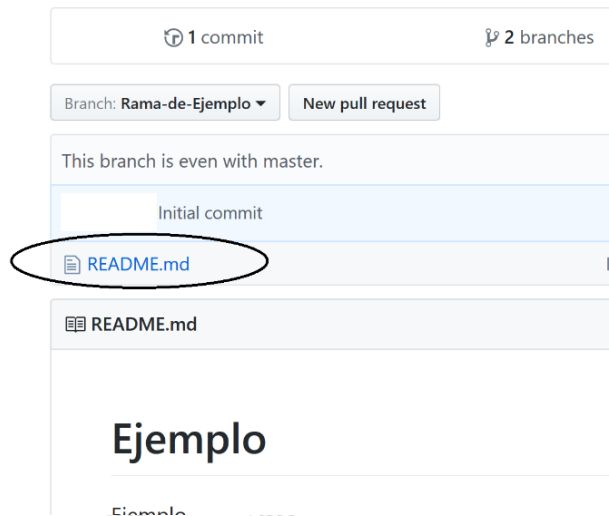 1 commit 2 branches
Branch: Rama-de-Ejemplo New pull request
This branch is even with master.
Initial commit
README.md
README.md
Ejemplo
Ejemplo